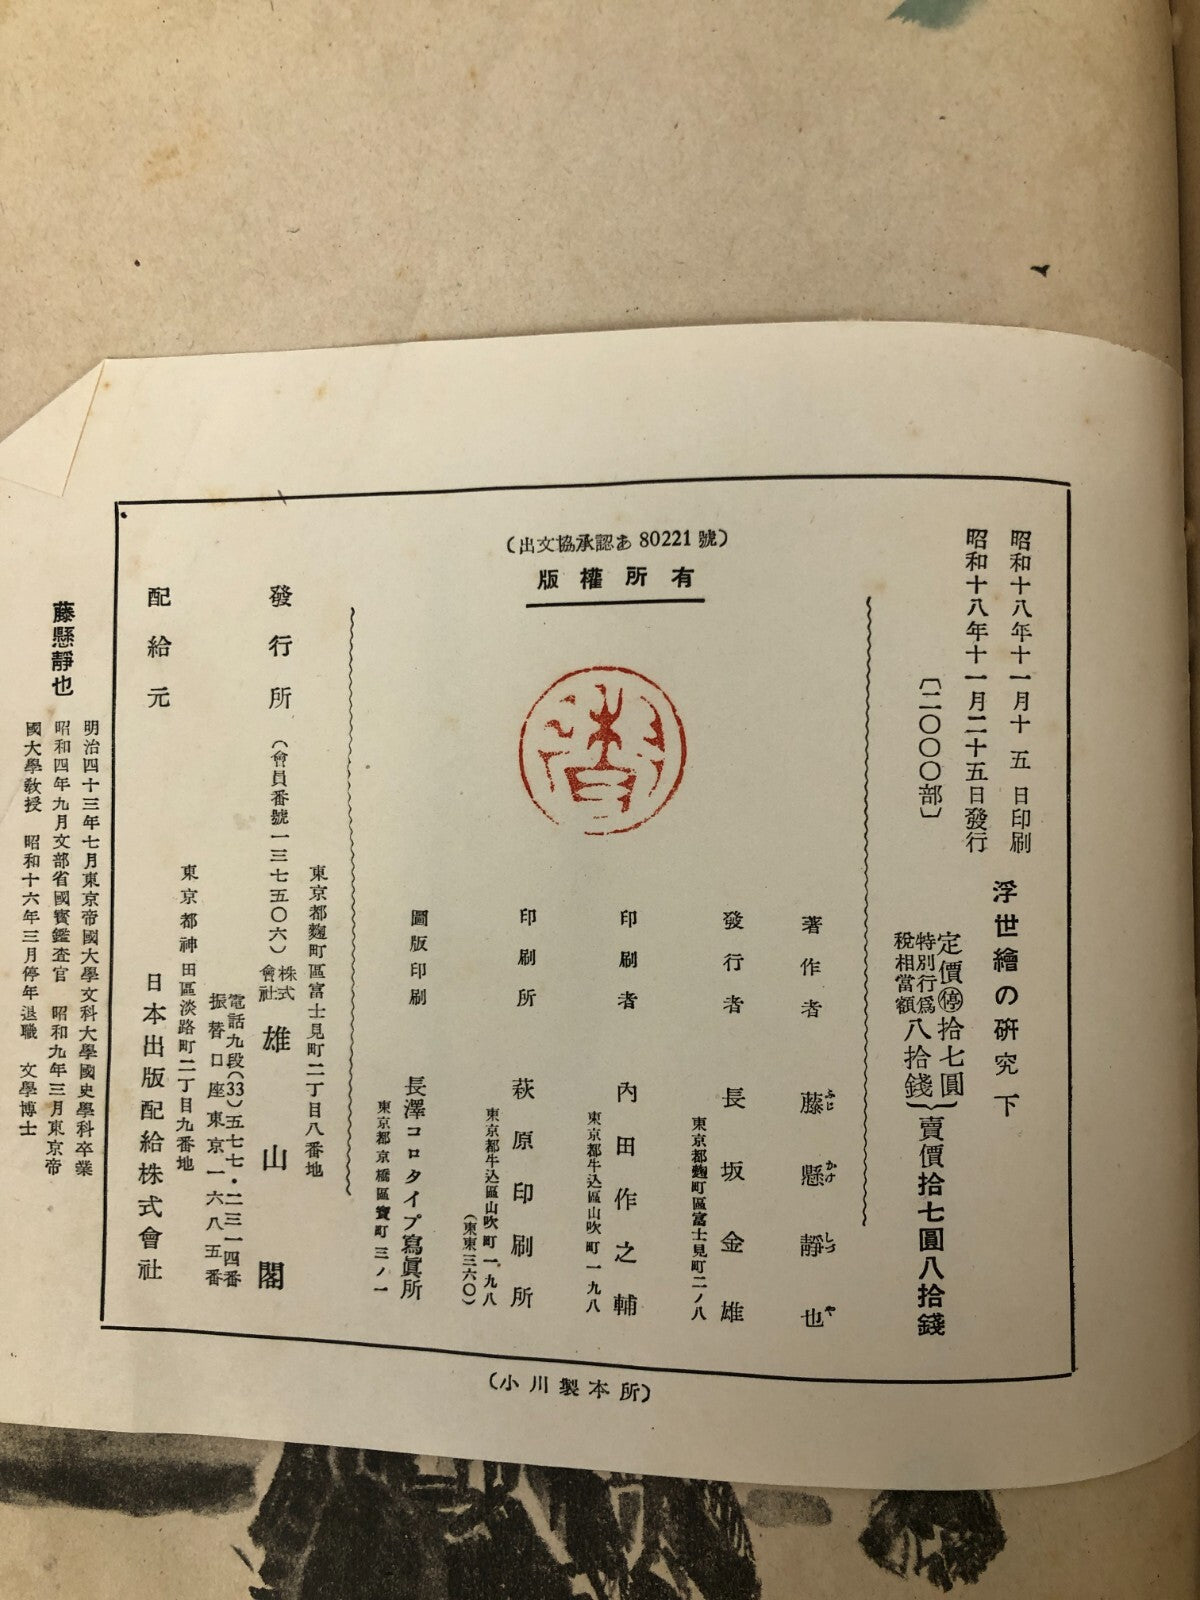 昭和十八年十一月十五日印刷
昭和十八年十一月二十五日發行
〔二〇〇〇部〕
浮世繪の研究 下
定價㊡拾七圓
特別行爲税相當額八拾錢
賣價拾七圓八拾錢
（出文協承認あ 80221 號）
版權所有
著作者 藤懸靜也
ふじ かけ しづ や
發行者 長坂金雄
東京都麴町區富士見町二ノ八
印刷者 內田作之輔
東京都牛込區山吹町一九八
印刷所 萩原印刷所
東京都牛込區山吹町一九八
（東東三六〇）
圖版印刷 長澤コロタイプ寫眞所
東京都京橋區寶町三ノ一
東京都麴町區富士見町二丁目八番地
發行所 （會員番號一三七五〇六） 株式會社 雄山閣
電話九段(33)五七七・二三一四番
振替口座東京一六八五番
東京都神田區淡路町二丁目九番地
配給元 日本出版配給株式會社
（小川製本所）
藤懸靜也
明治四十三年七月東京帝國大學文科大學國史學科卒業
昭和四年九月文部省國寶鑑査官 昭和九年三月東京帝
國大學敎授 昭和十六年三月停年退職 文學博士